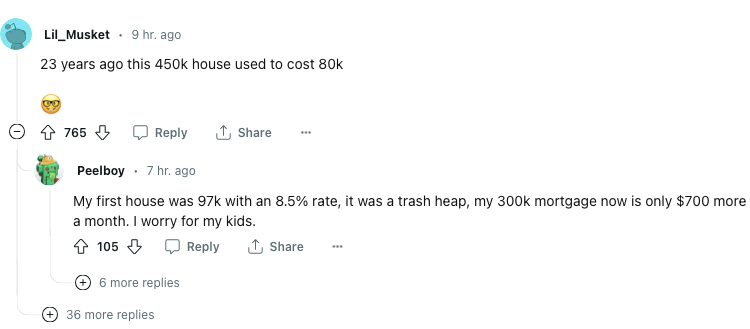 Lil_Musket · 9 hr. ago
23 years ago this 450k house used to cost 80k
🤓
765 Reply Share ···
Peelboy · 7 hr. ago
My first house was 97k with an 8.5% rate, it was a trash heap, my 300k mortgage now is only $700 more
a month. I worry for my kids.
105 Reply Share ···
6 more replies
36 more replies